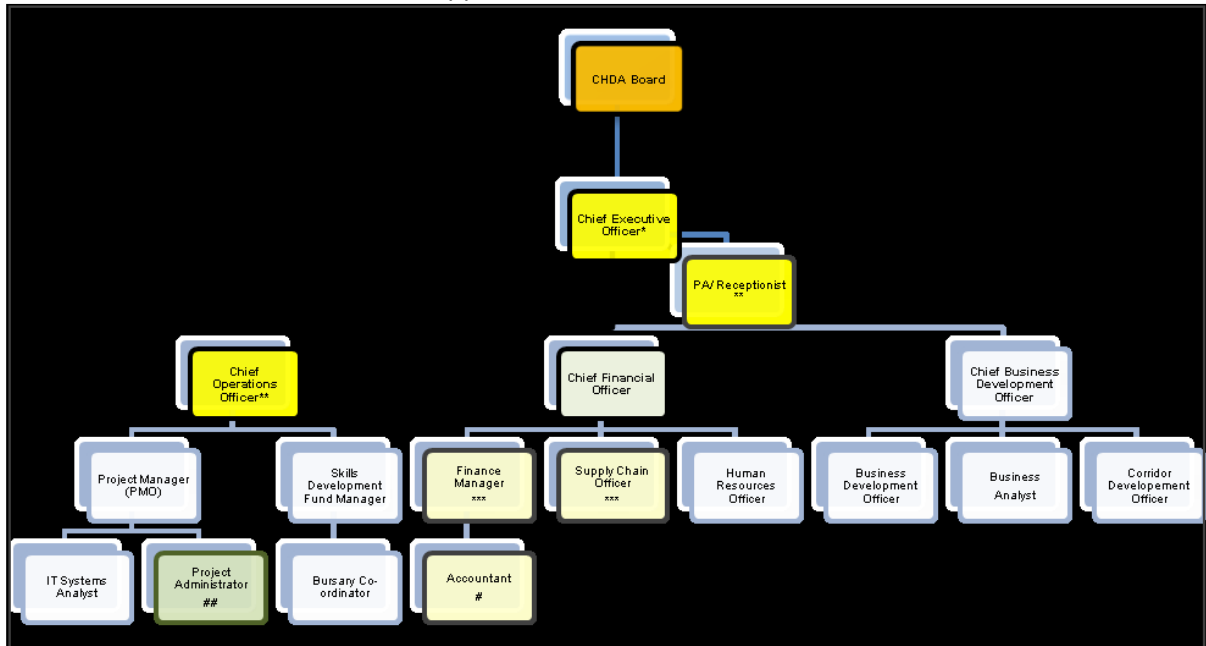 CHDA Board
Chief Executive
Officer*
PA/ Receptionist
**
Chief
Operations
Officer**
Chief Financial
Officer
Chief Business
Development
Officer
Project Manager
(PMO)
Skills
Development
Fund Manager
Finance
Manager
***
Supply Chain
Officer
***
Human
Resources
Officer
Business
Development
Officer
Business
Analyst
Corridor
Developement
Officer
IT Systems
Analyst
Project
Administrator
##
Bursary Co-
ordinator
Accountant
#